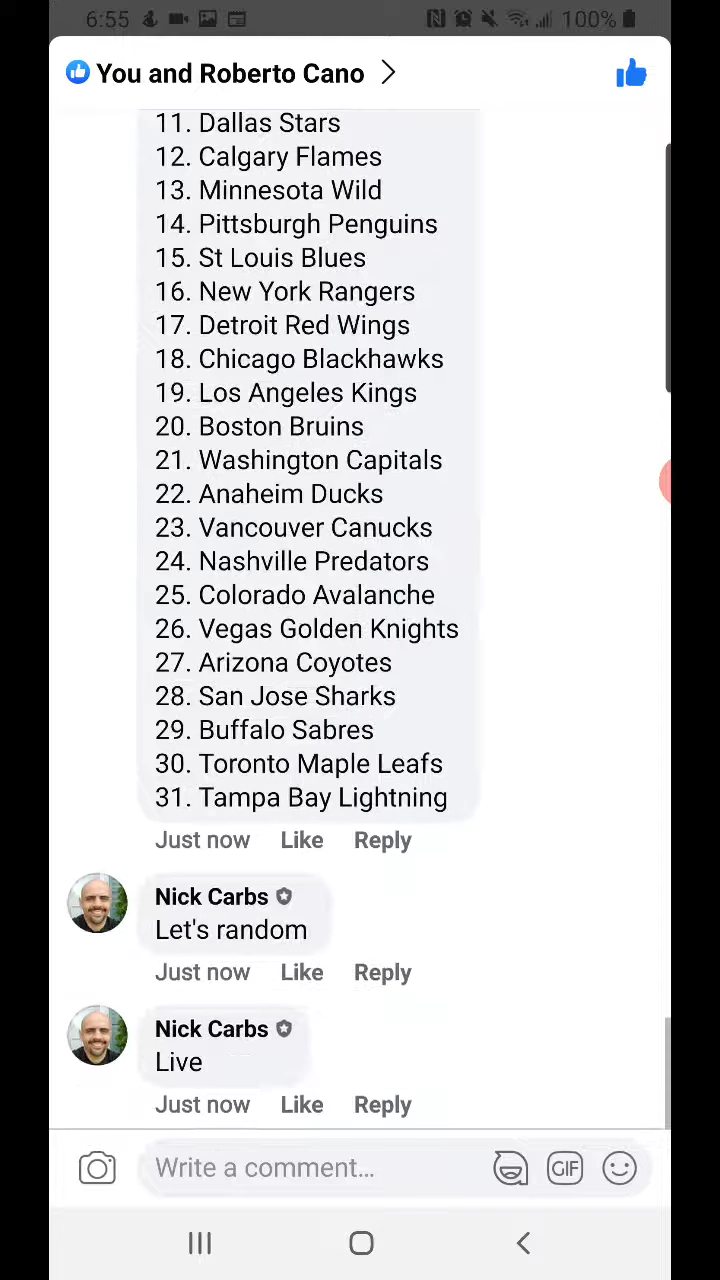 6:55
100%
You and Roberto Cano
11. Dallas Stars
12. Calgary Flames
13. Minnesota Wild
14. Pittsburgh Penguins
15. St Louis Blues
16. New York Rangers
17. Detroit Red Wings
18. Chicago Blackhawks
19. Los Angeles Kings
20. Boston Bruins
21. Washington Capitals
22. Anaheim Ducks
23. Vancouver Canucks
24. Nashville Predators
25. Colorado Avalanche
26. Vegas Golden Knights
27. Arizona Coyotes
28. San Jose Sharks
29. Buffalo Sabres
30. Toronto Maple Leafs
31. Tampa Bay Lightning
Just now Like Reply
Nick Carbs
Let's random
Just now Like Reply
Nick Carbs
Live
Just now Like Reply
Write a comment...
GIF